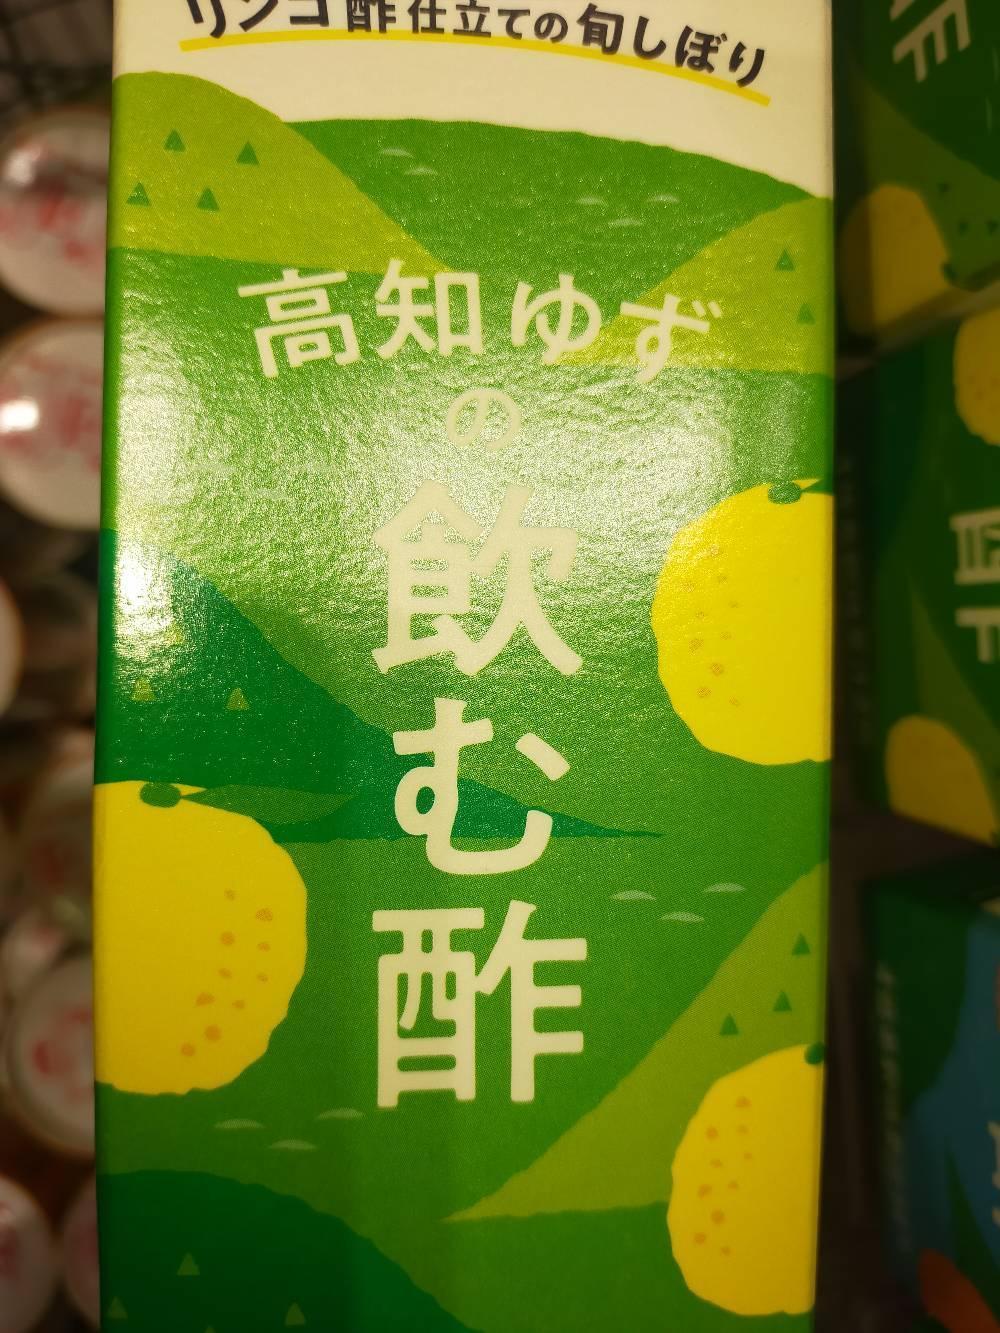 リンゴ酢仕立ての旬しぼり
高知ゆず
の
飲む酢